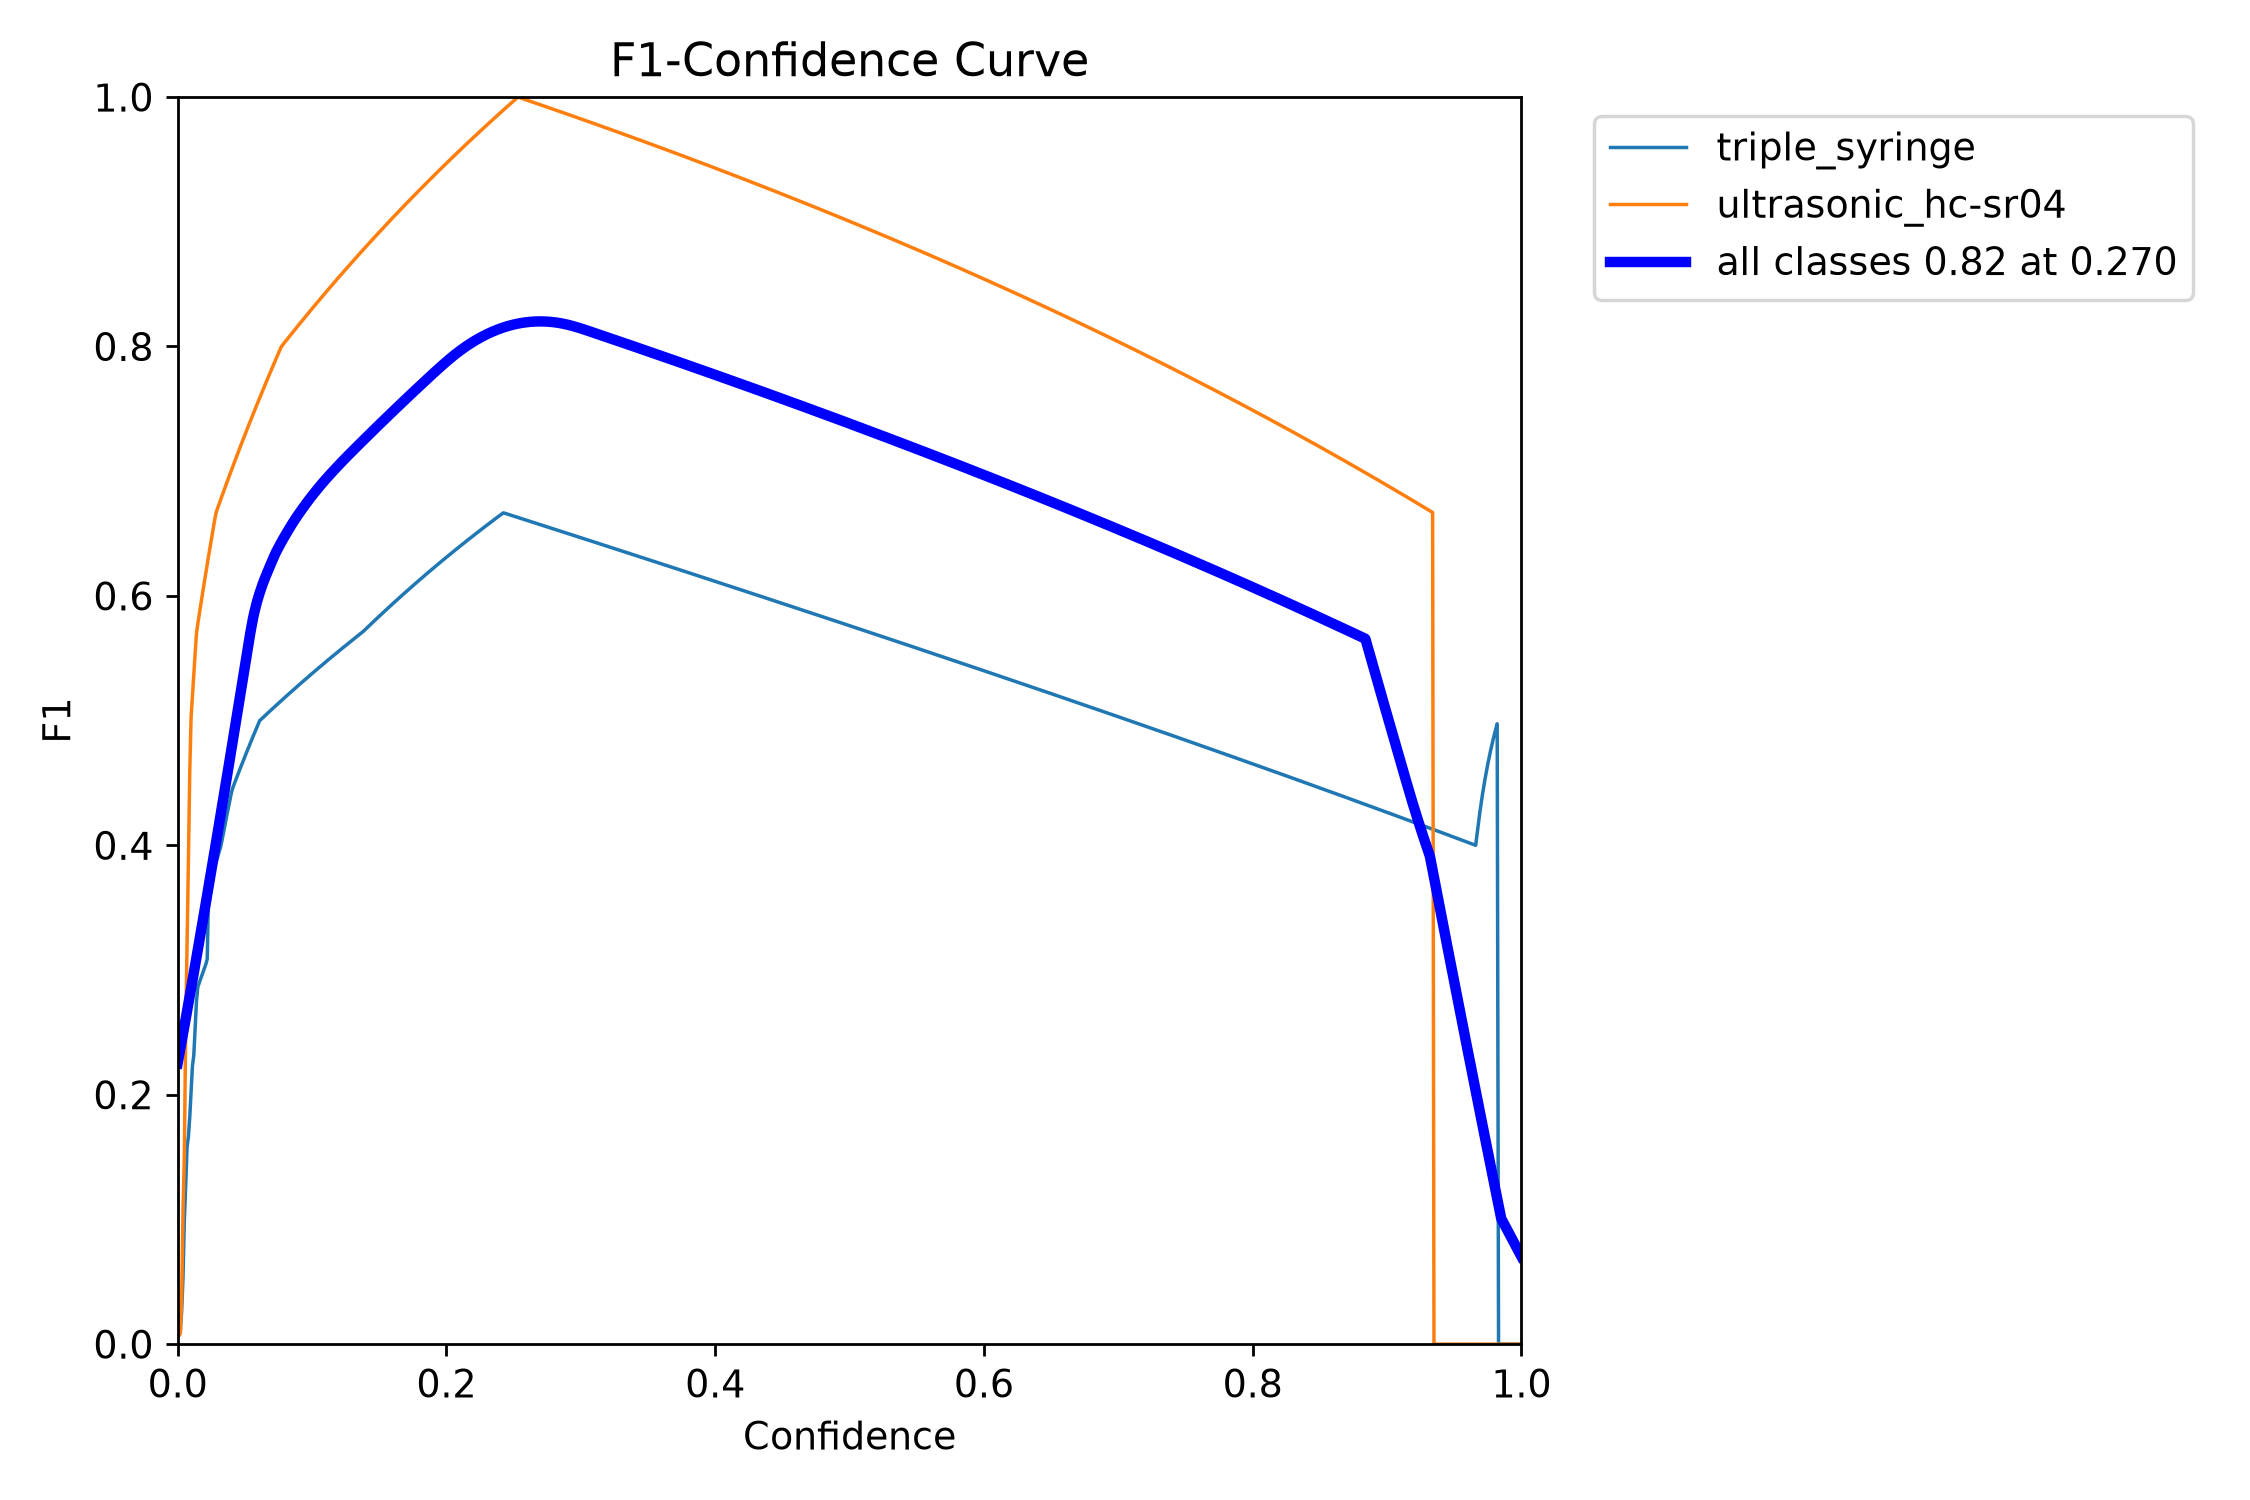 F1-Confidence Curve
1.0
0.8
0.6
0.4
0.2
0.0
F1
0.0 0.2 0.4 0.6 0.8 1.0
Confidence
triple_syringe
ultrasonic_hc-sr04
all classes 0.82 at 0.270